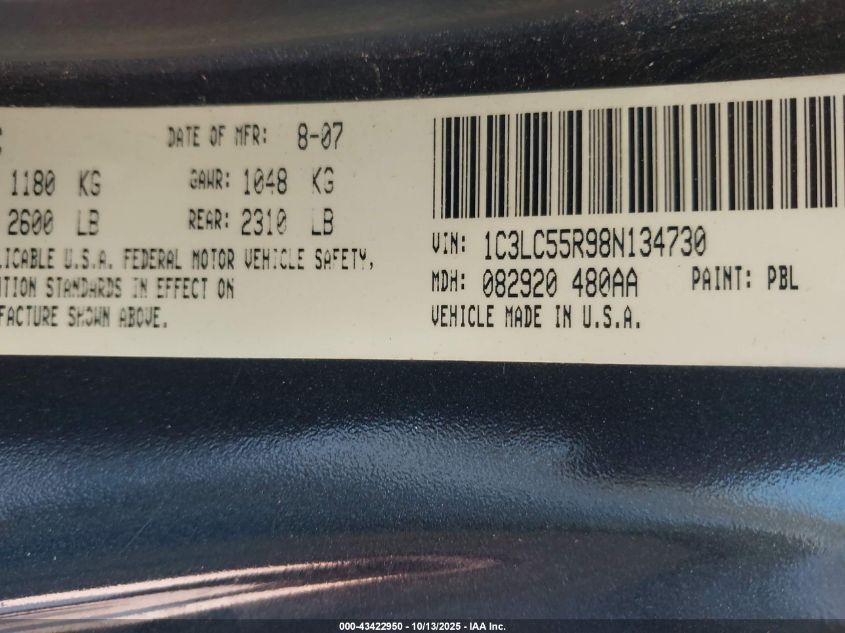 DATE OF MFR: 8-07
1180 KG GAWR: 1048 KG
2600 LB REAR: 2310 LB
LICABLE U.S.A. FEDERAL MOTOR VEHICLE SAFETY,
TION STANDARDS IN EFFECT ON
FACTURE SHOWN ABOVE.
VIN: 1C3LC55R98N134730
MDH: 082920 480AA PAINT: PBL
VEHICLE MADE IN U.S.A.
000-43422950 - 10/13/2025 - IAA Inc.